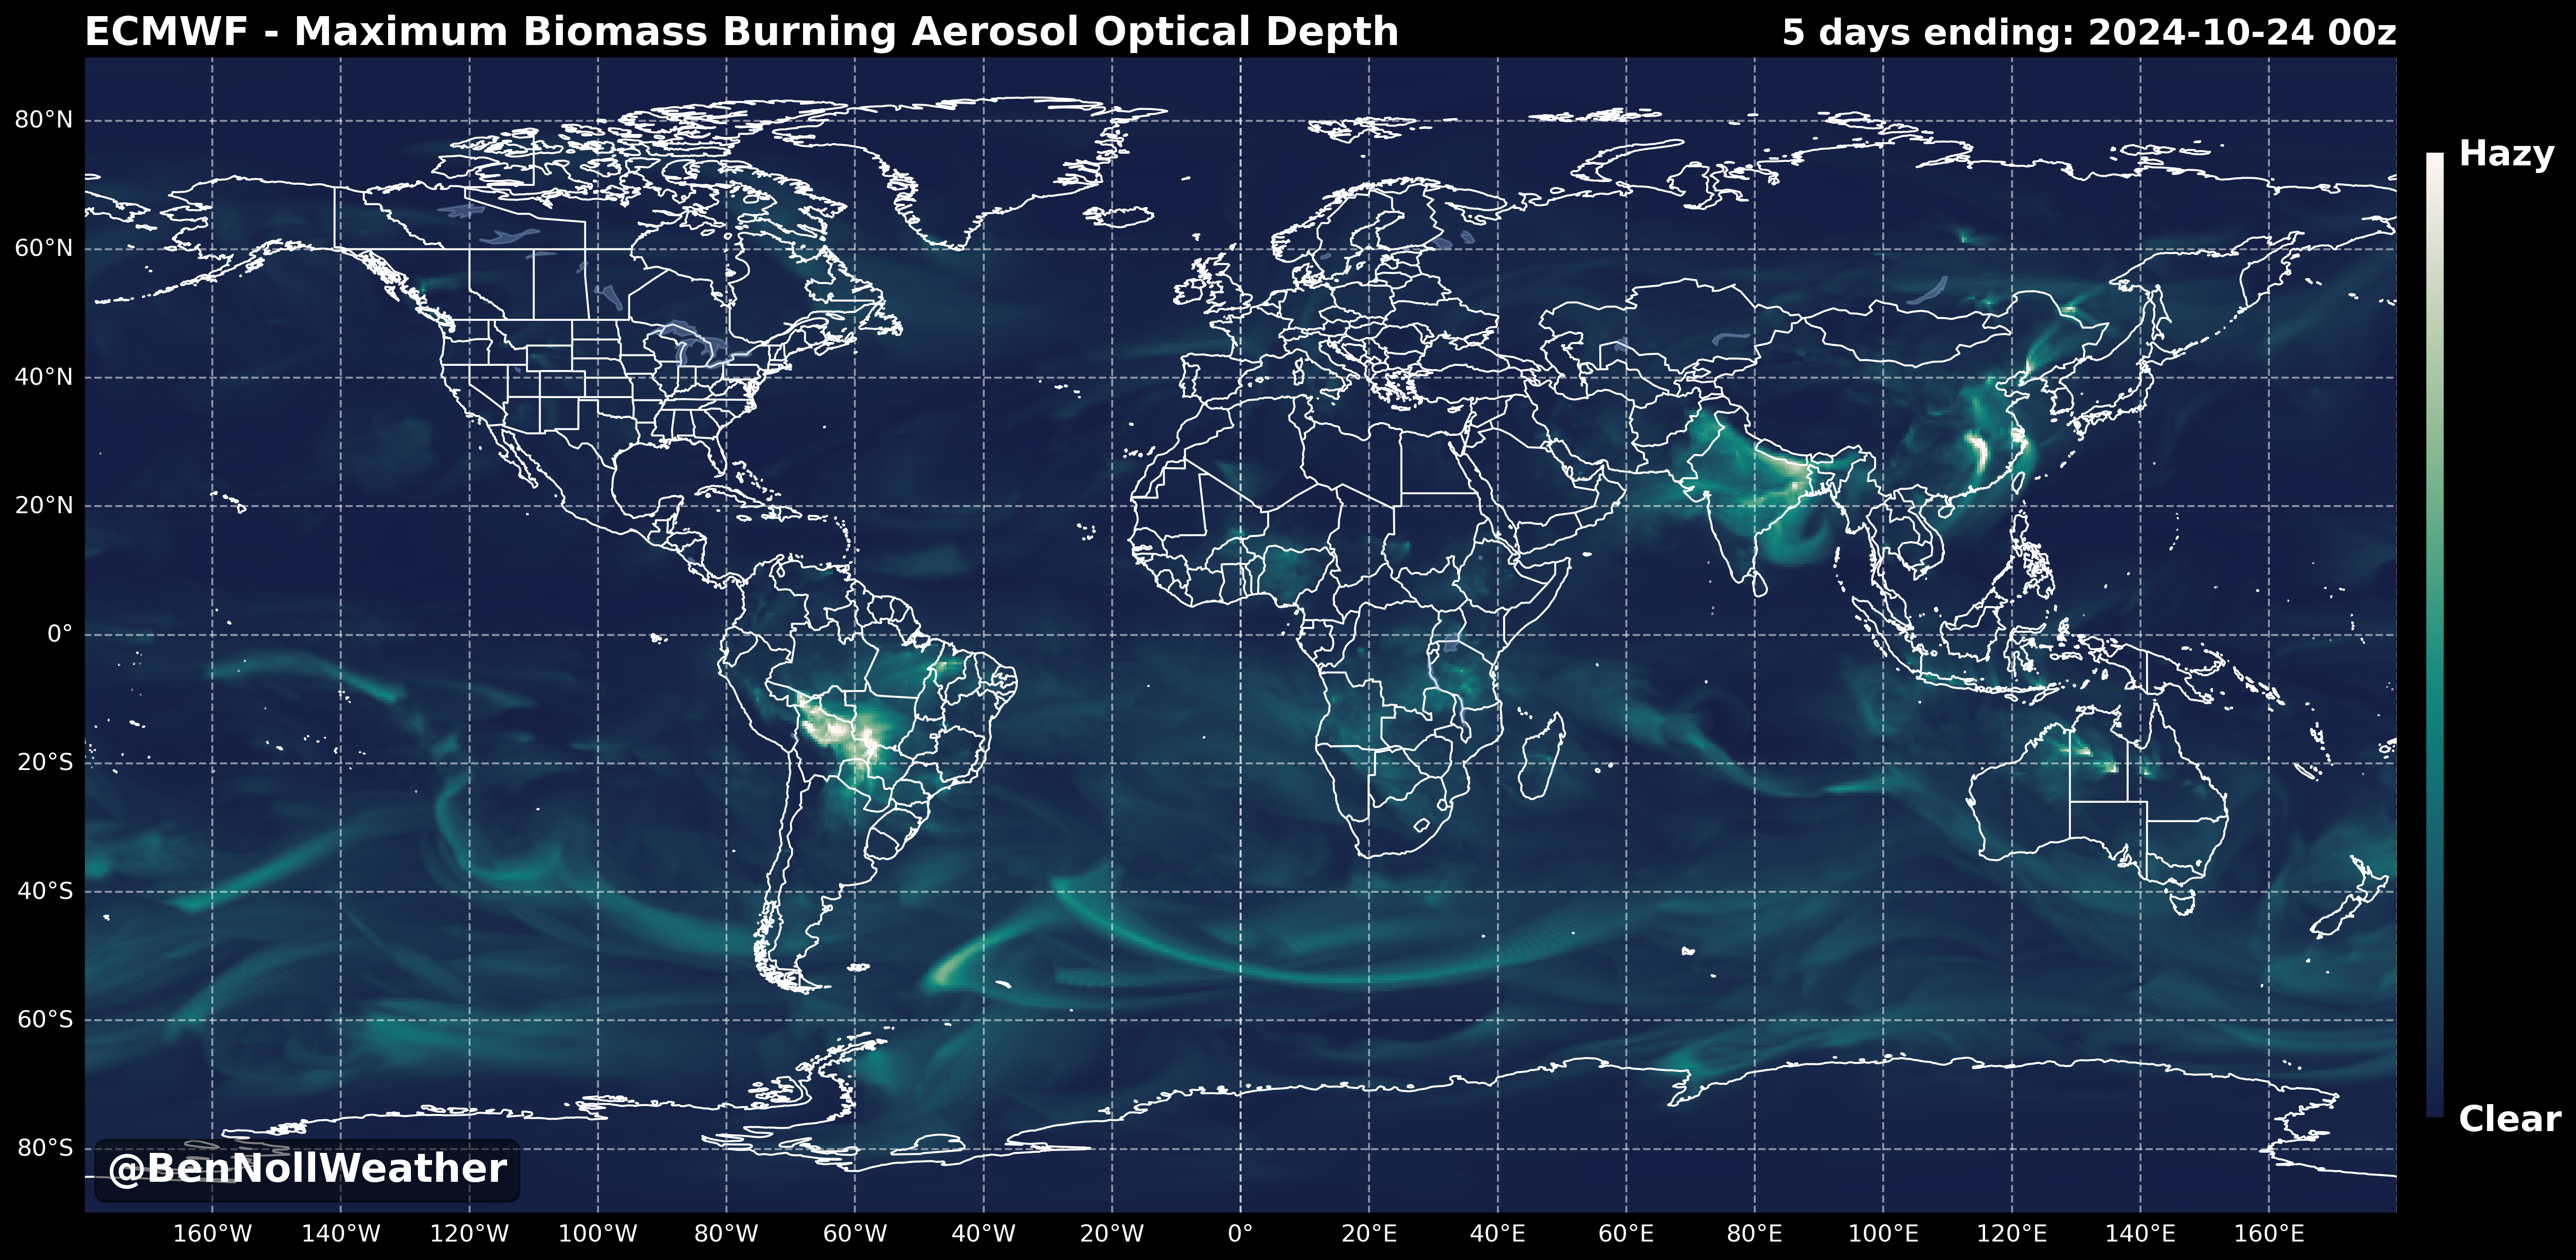 ECMWF - Maximum Biomass Burning Aerosol Optical Depth
5 days ending: 2024-10-24 00z
80°N
60°N
40°N
20°N
0°
20°S
40°S
60°S
80°S
Hazy
Clear
@BenNollWeather
160°W 140°W 120°W 100°W 80°W 60°W 40°W 20°W 0° 20°E 40°E 60°E 80°E 100°E 120°E 140°E 160°E